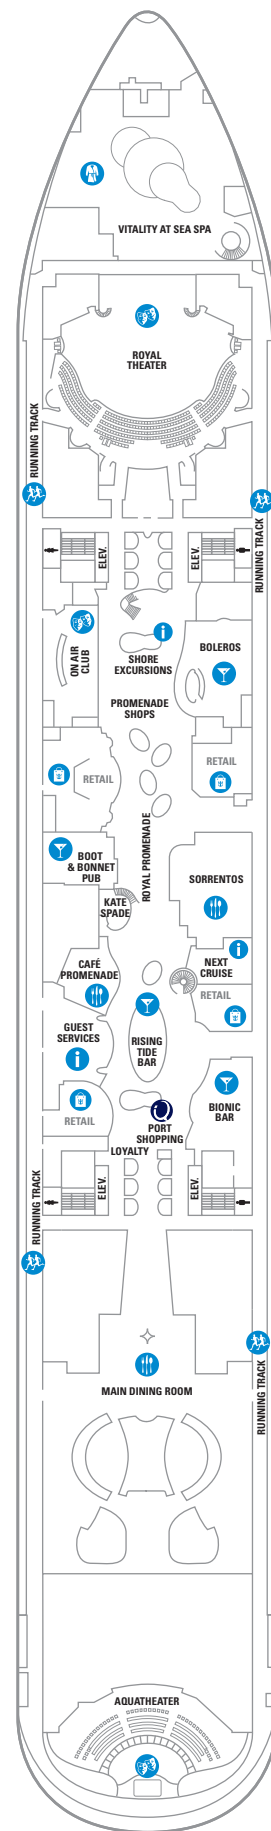 VITALITY AT SEA SPA
ROYAL
THEATER
RUNNING TRACK
RUNNING TRACK
ELEV.
ELEV.
ON AIR
CLUB
i
SHORE
EXCURSIONS
BOLEROS
PROMENADE
SHOPS
RETAIL
RETAIL
ROYAL PROMENADE
BOOT
& BONNET
PUB
SORRENTOS
KATE
SPADE
i
NEXT
CRUISE
CAFÉ
PROMENADE
RETAIL
GUEST
SERVICES
i
RISING
TIDE
BAR
RETAIL
PORT
SHOPPING
BIONIC
BAR
LOYALTY
ELEV.
ELEV.
RUNNING TRACK
RUNNING TRACK
MAIN DINING ROOM
AQUATHEATER